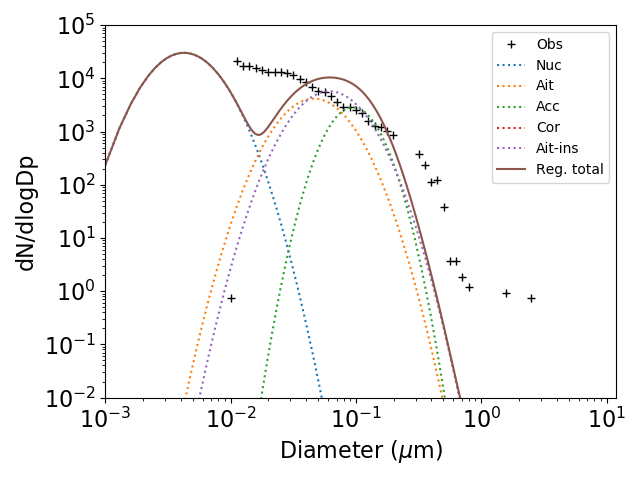 10^5
10^4
10^3
10^2
10^1
10^0
10^−1
10^−2
dN/dlogDp
10^−3 10^−2 10^−1 10^0 10^1
Diameter (μm)
Obs
Nuc
Ait
Acc
Cor
Ait-ins
Reg. total